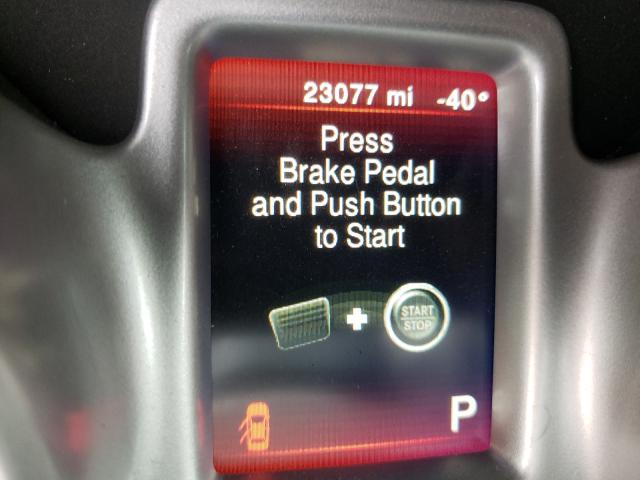 23077 mi -40°
Press
Brake Pedal
and Push Button
to Start
START
STOP
P